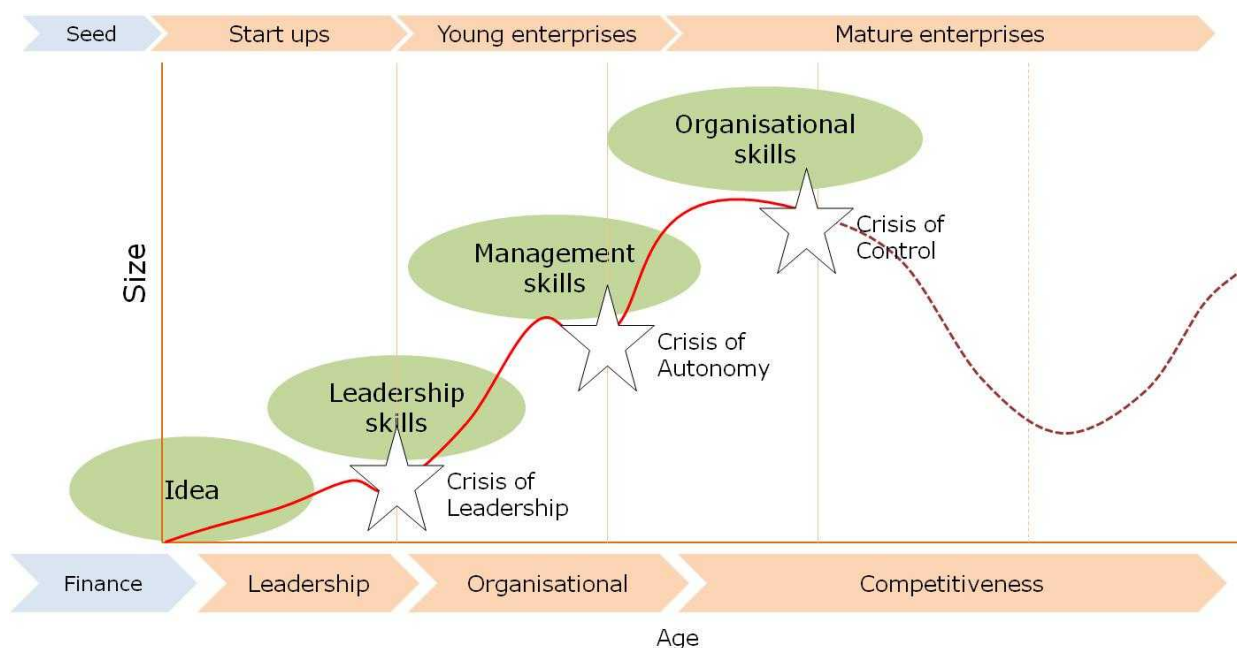 Seed
Start ups
Young enterprises
Mature enterprises
Organisational
skills
Crisis of
Control
Size
Management
skills
Crisis of
Autonomy
Leadership
skills
Crisis of
Leadership
Idea
Finance
Leadership
Organisational
Competitiveness
Age